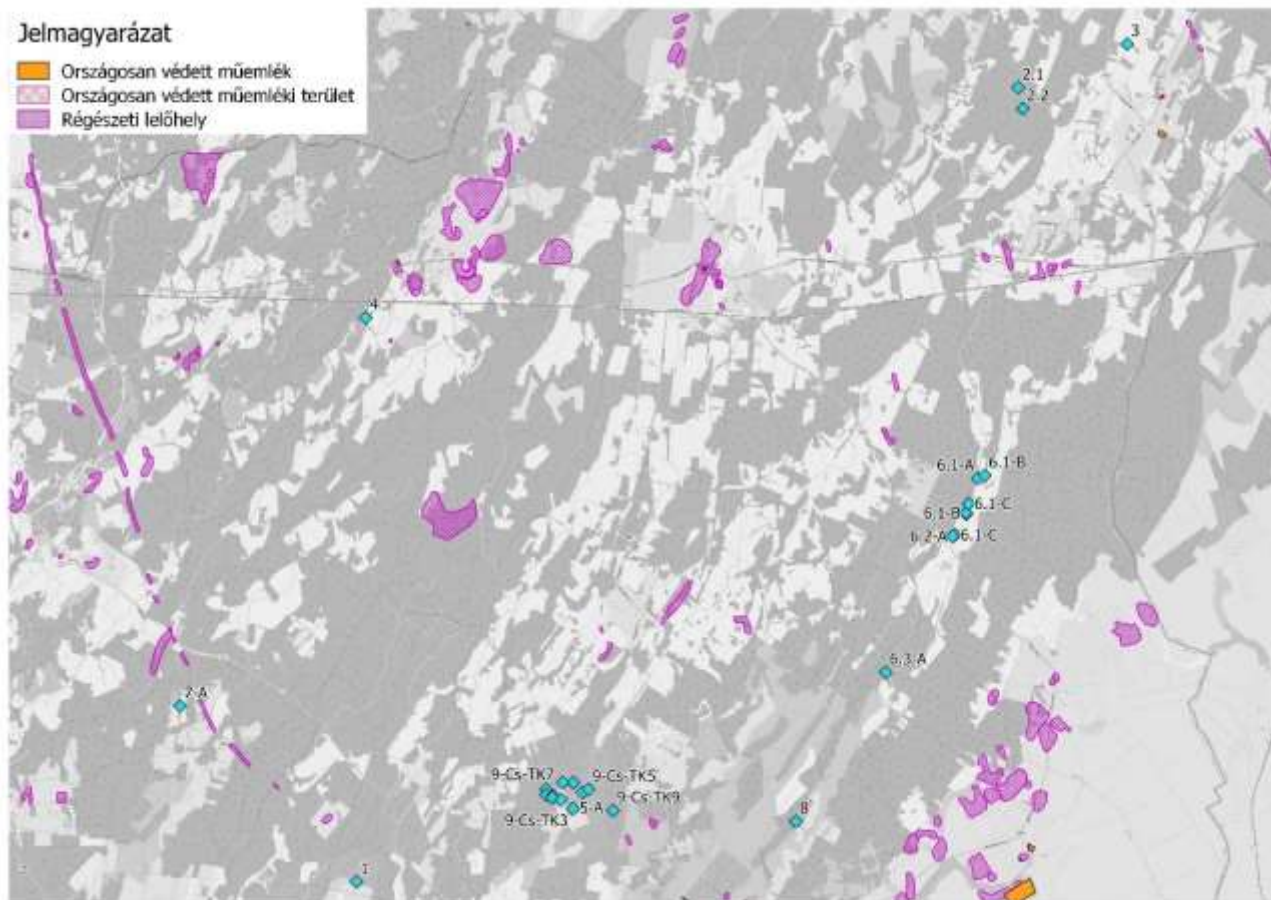 Jelmagyarázat
Országosan védett műemlék
Országosan védett műemléki terület
Régészeti lelőhely
3
2.1
2.2
4
6.1-A 6.1-B
6.1-C
6.1-B
6.2-A 6.1-C
6.3-A
7-A
9-Cs-TK7 9-Cs-TK5
9-Cs-TK9
5-A
9-Cs-TK3
8
1